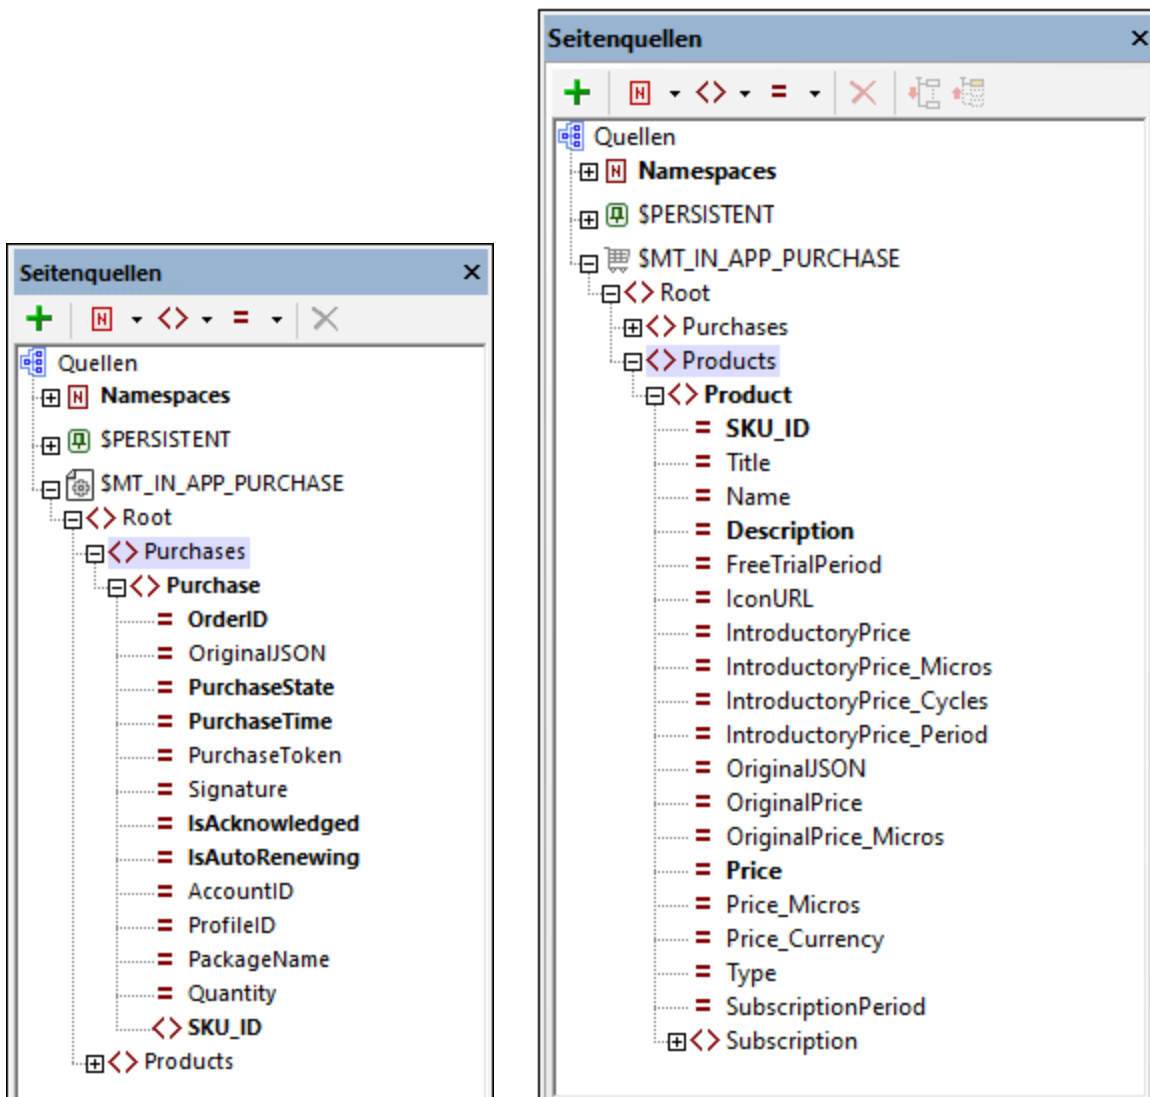 Seitenquellen
Quellen
Namespaces
$PERSISTENT
$MT_IN_APP_PURCHASE
Root
Purchases
Purchase
OrderID
OriginalJSON
PurchaseState
PurchaseTime
PurchaseToken
Signature
IsAcknowledged
IsAutoRenewing
AccountID
ProfileID
PackageName
Quantity
SKU_ID
Products
Seitenquellen
Quellen
Namespaces
$PERSISTENT
$MT_IN_APP_PURCHASE
Root
Purchases
Products
Product
SKU_ID
Title
Name
Description
FreeTrialPeriod
IconURL
IntroductoryPrice
IntroductoryPrice_Micros
IntroductoryPrice_Cycles
IntroductoryPrice_Period
OriginalJSON
OriginalPrice
OriginalPrice_Micros
Price
Price_Micros
Price_Currency
Type
SubscriptionPeriod
Subscription